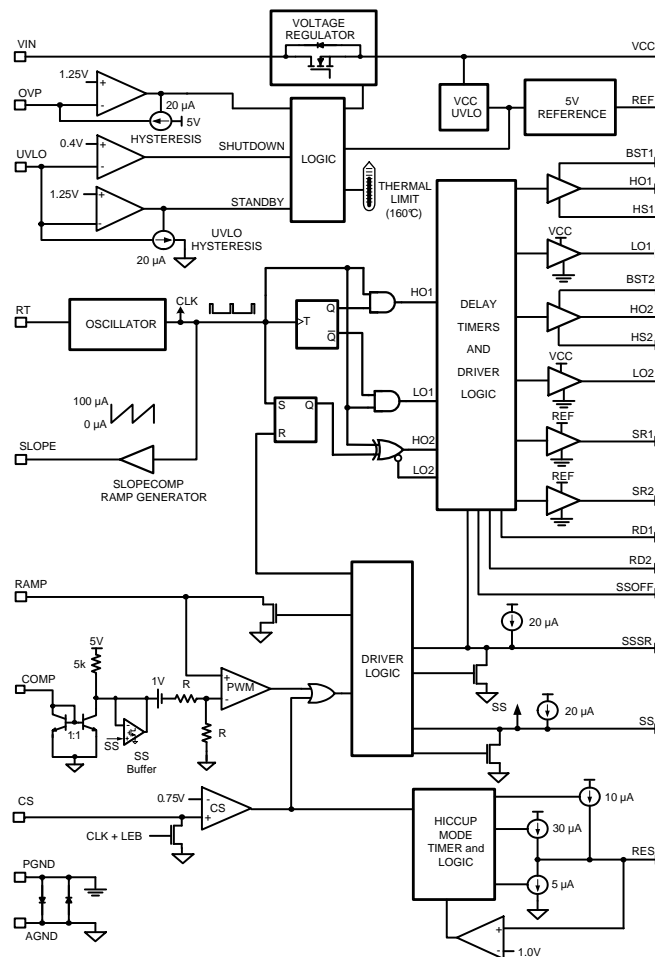 VOLTAGE
REGULATOR
VIN
VCC
1.25V
OVP
20 µA
5V
HYSTERESIS
VCC
UVLO
5V
REFERENCE
REF
0.4V
UVLO
SHUTDOWN
LOGIC
1.25V
STANDBY
UVLO
HYSTERESIS
20 µA
THERMAL
LIMIT
(160℃)
BST1
HO1
HS1
VCC
LO1
BST2
HO2
HS2
VCC
LO2
REF
SR1
REF
SR2
RD1
RD2
SSOFF
RT
OSCILLATOR
CLK
>T
Q
Q
HO1
LO1
S
Q
R
HO2
LO2
DELAY
TIMERS
AND
DRIVER
LOGIC
100 µA
0 µA
SLOPE
SLOPECOMP
RAMP GENERATOR
RAMP
5V
5k
COMP
1:1
SS
SS
Buffer
1V
R
R
+
PWM
-
DRIVER
LOGIC
20 µA
SSSR
SS
20 µA
SS
CS
0.75V
CS
CLK + LEB
HICCUP
MODE
TIMER and
LOGIC
10 µA
30 µA
RES
5 µA
1.0V
PGND
AGND